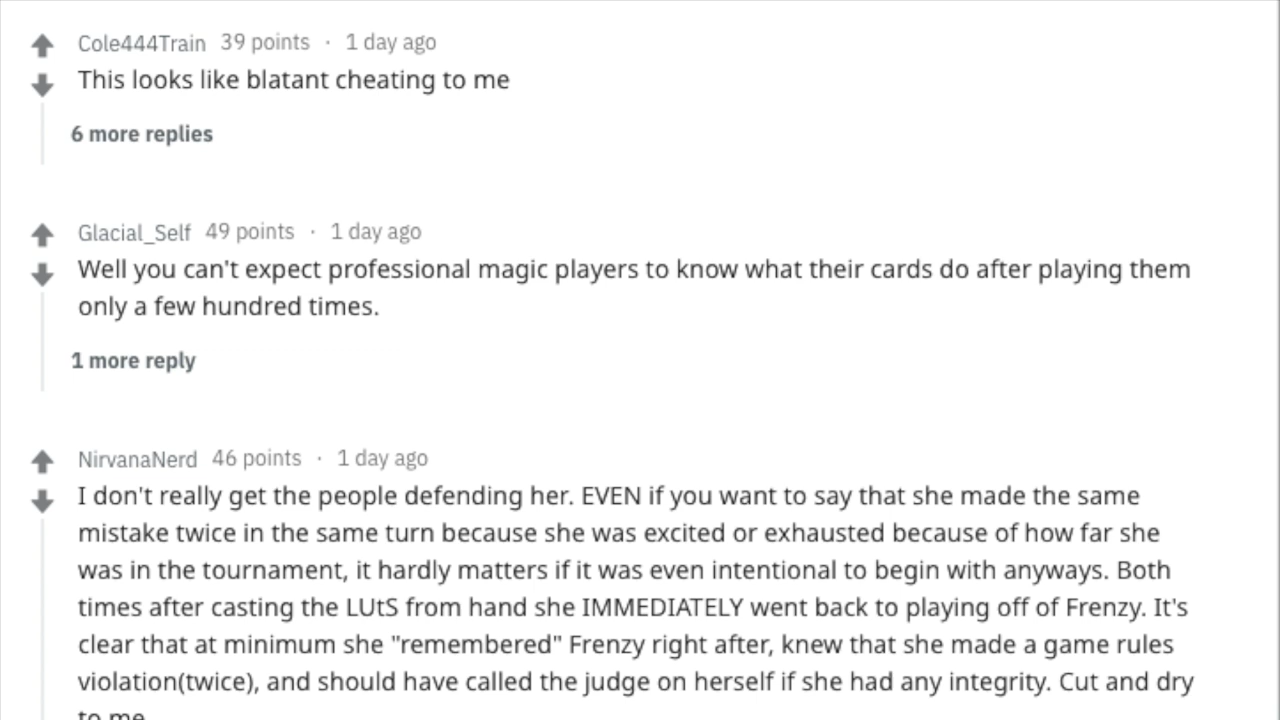 Cole444Train 39 points · 1 day ago
This looks like blatant cheating to me
6 more replies
Glacial_Self 49 points · 1 day ago
Well you can't expect professional magic players to know what their cards do after playing them
only a few hundred times.
1 more reply
NirvanaNerd 46 points · 1 day ago
I don't really get the people defending her. EVEN if you want to say that she made the same
mistake twice in the same turn because she was excited or exhausted because of how far she
was in the tournament, it hardly matters if it was even intentional to begin with anyways. Both
times after casting the LUtS from hand she IMMEDIATELY went back to playing off of Frenzy. It's
clear that at minimum she "remembered" Frenzy right after, knew that she made a game rules
violation(twice), and should have called the judge on herself if she had any integrity. Cut and dry
to me